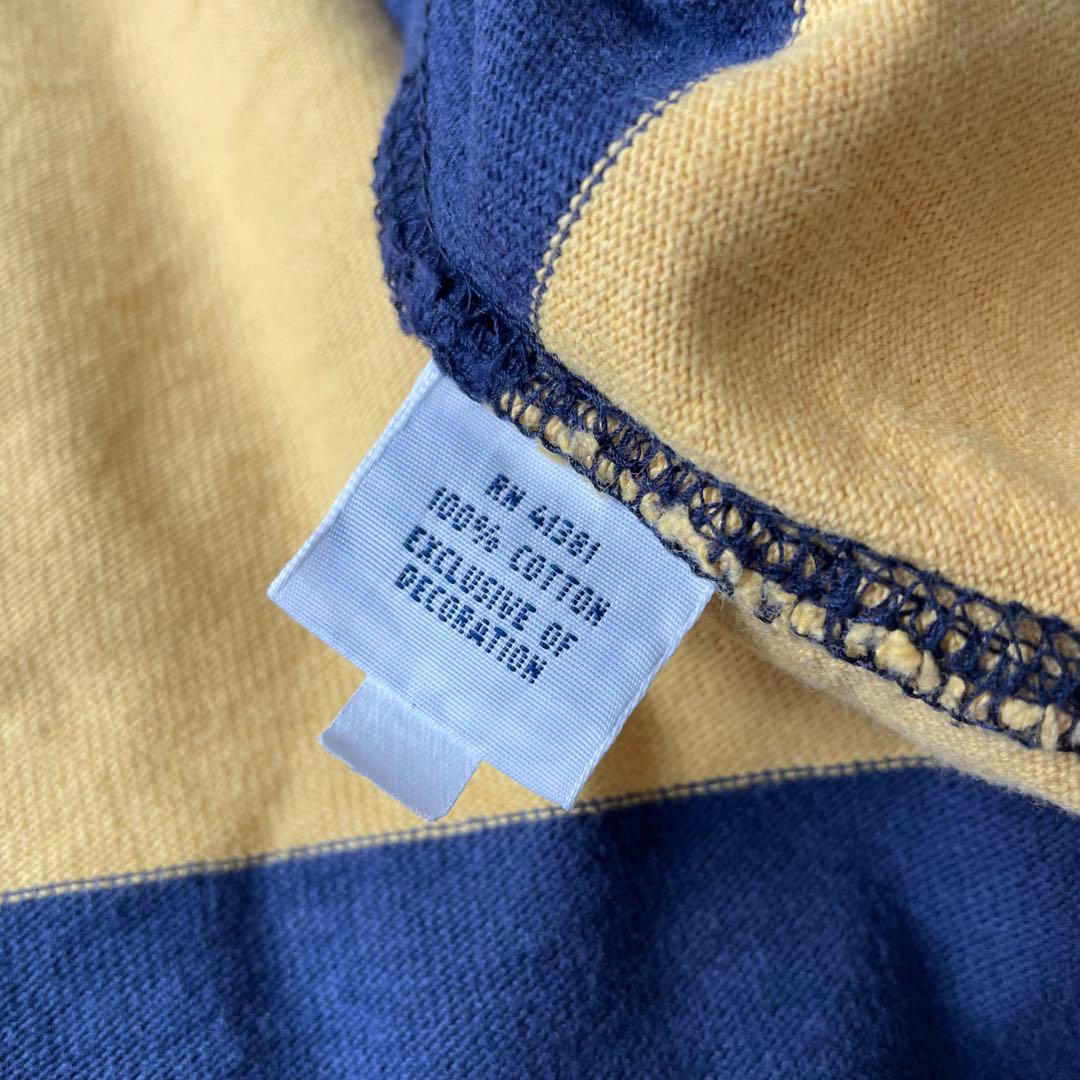 RN 41381
100% COTTON
EXCLUSIVE OF
DECORATION